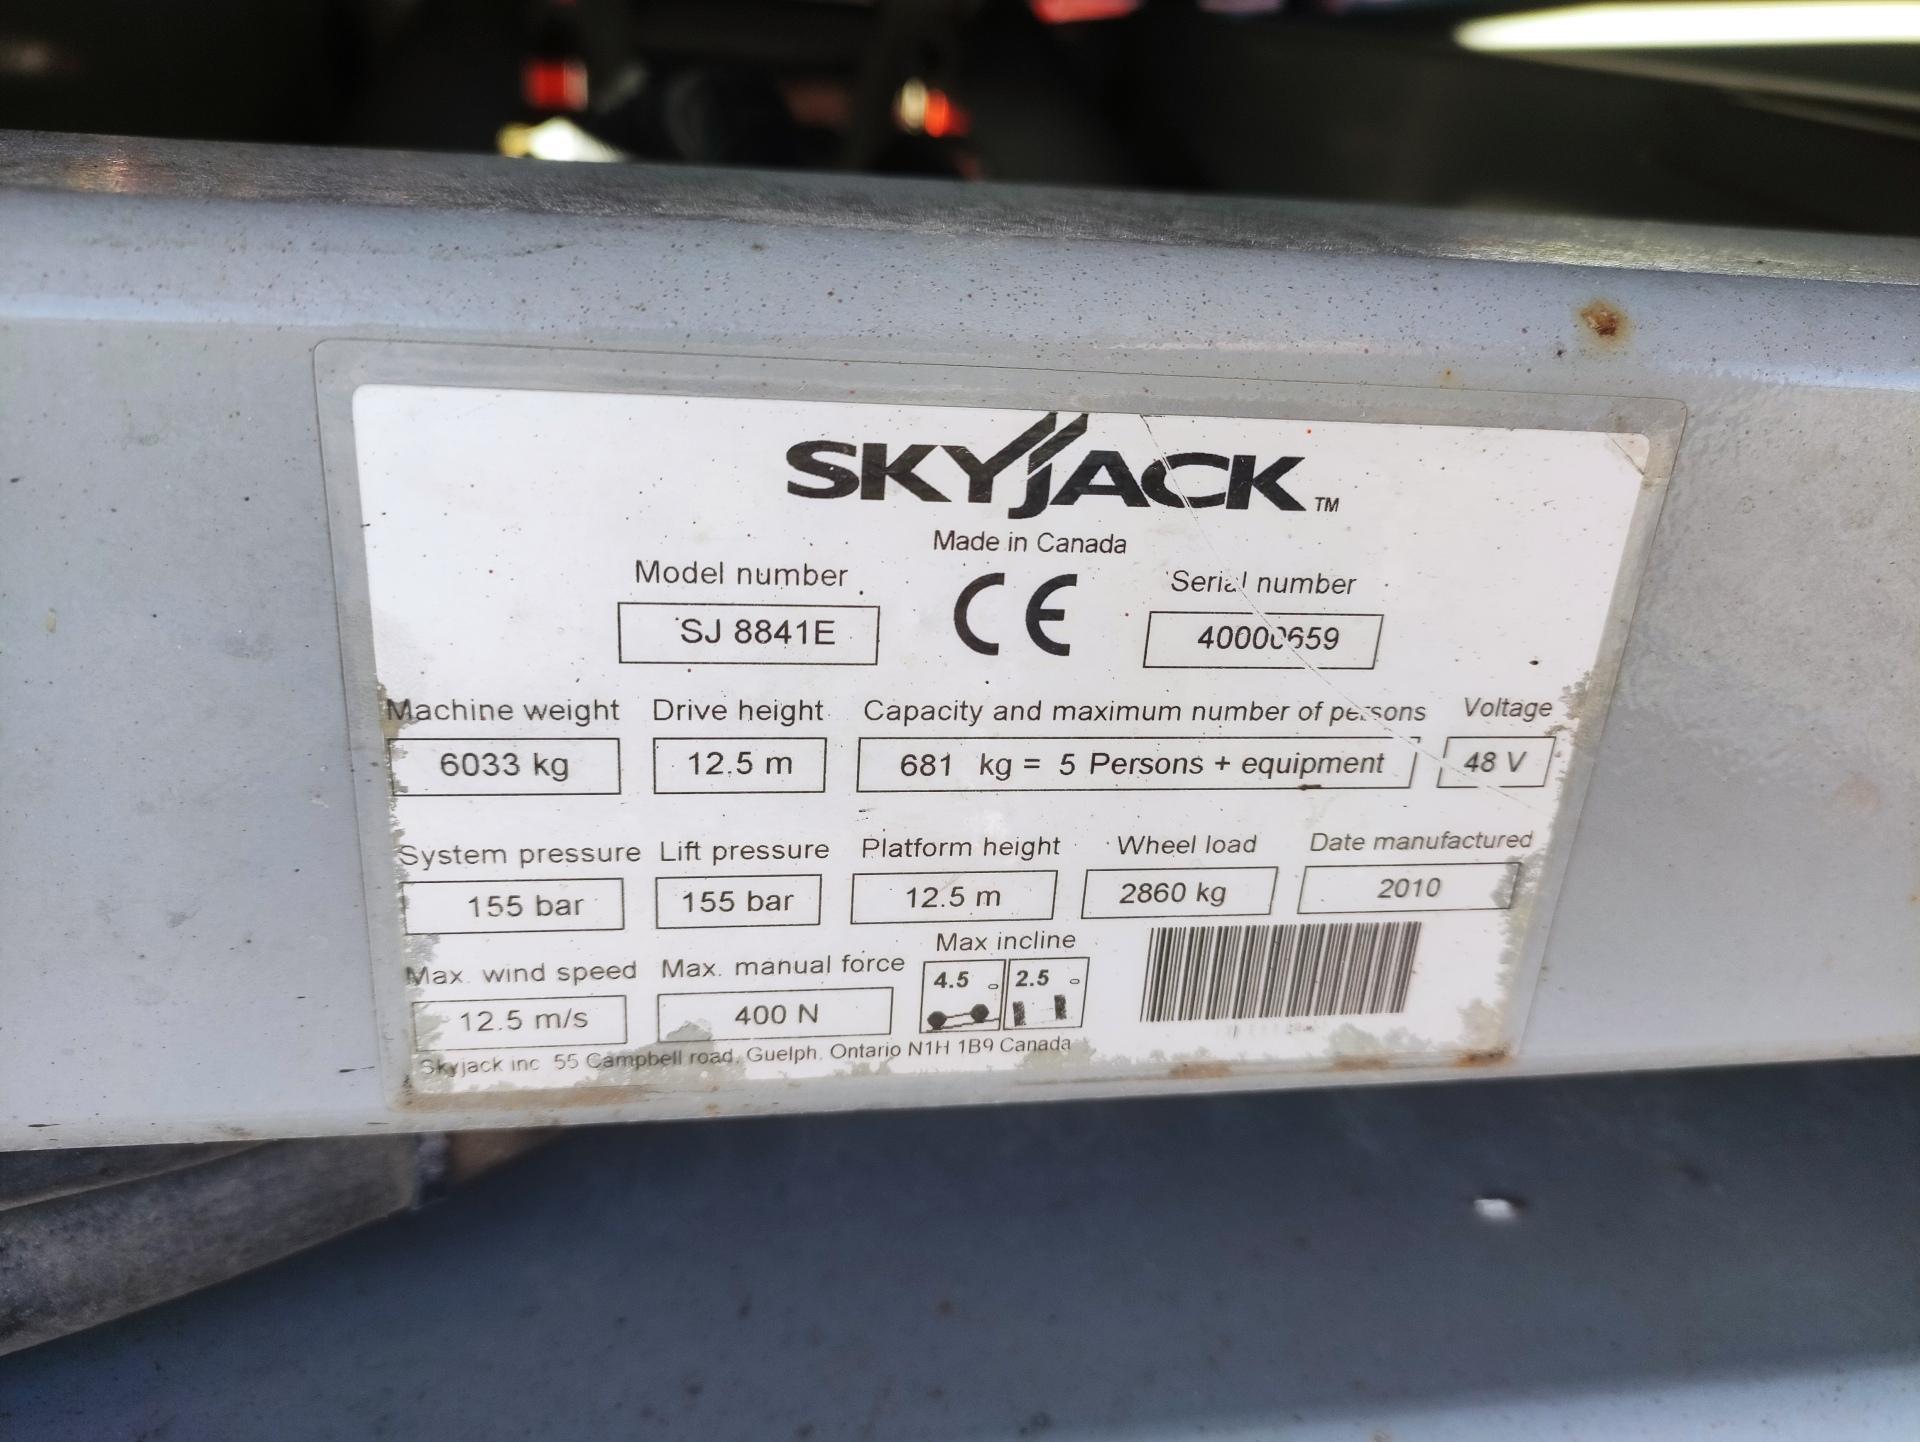 SKYJACK™
Made in Canada
Model number CE Serial number
SJ 8841E 40000659
Machine weight Drive height Capacity and maximum number of persons Voltage
6033 kg 12.5 m 681 kg = 5 Persons + equipment 48 V
System pressure Lift pressure Platform height Wheel load Date manufactured
155 bar 155 bar 12.5 m 2860 kg 2010
Max. wind speed Max. manual force Max incline
12.5 m/s 400 N 4.5 ° 2.5 °
Skyjack inc 55 Campbell road, Guelph, Ontario N1H 1B9 Canada